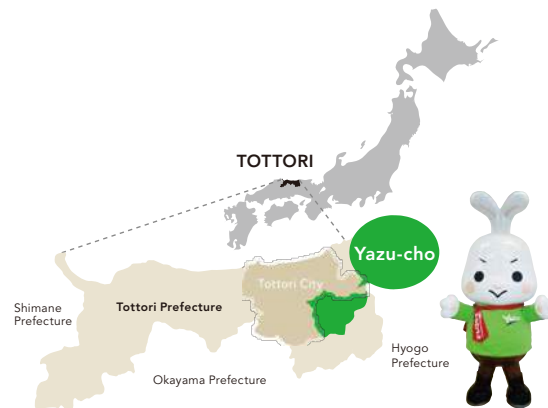 TOTTORI
Yazu-cho
Tottori City
Shimane
Prefecture
Tottori Prefecture
Hyogo
Prefecture
Okayama Prefecture